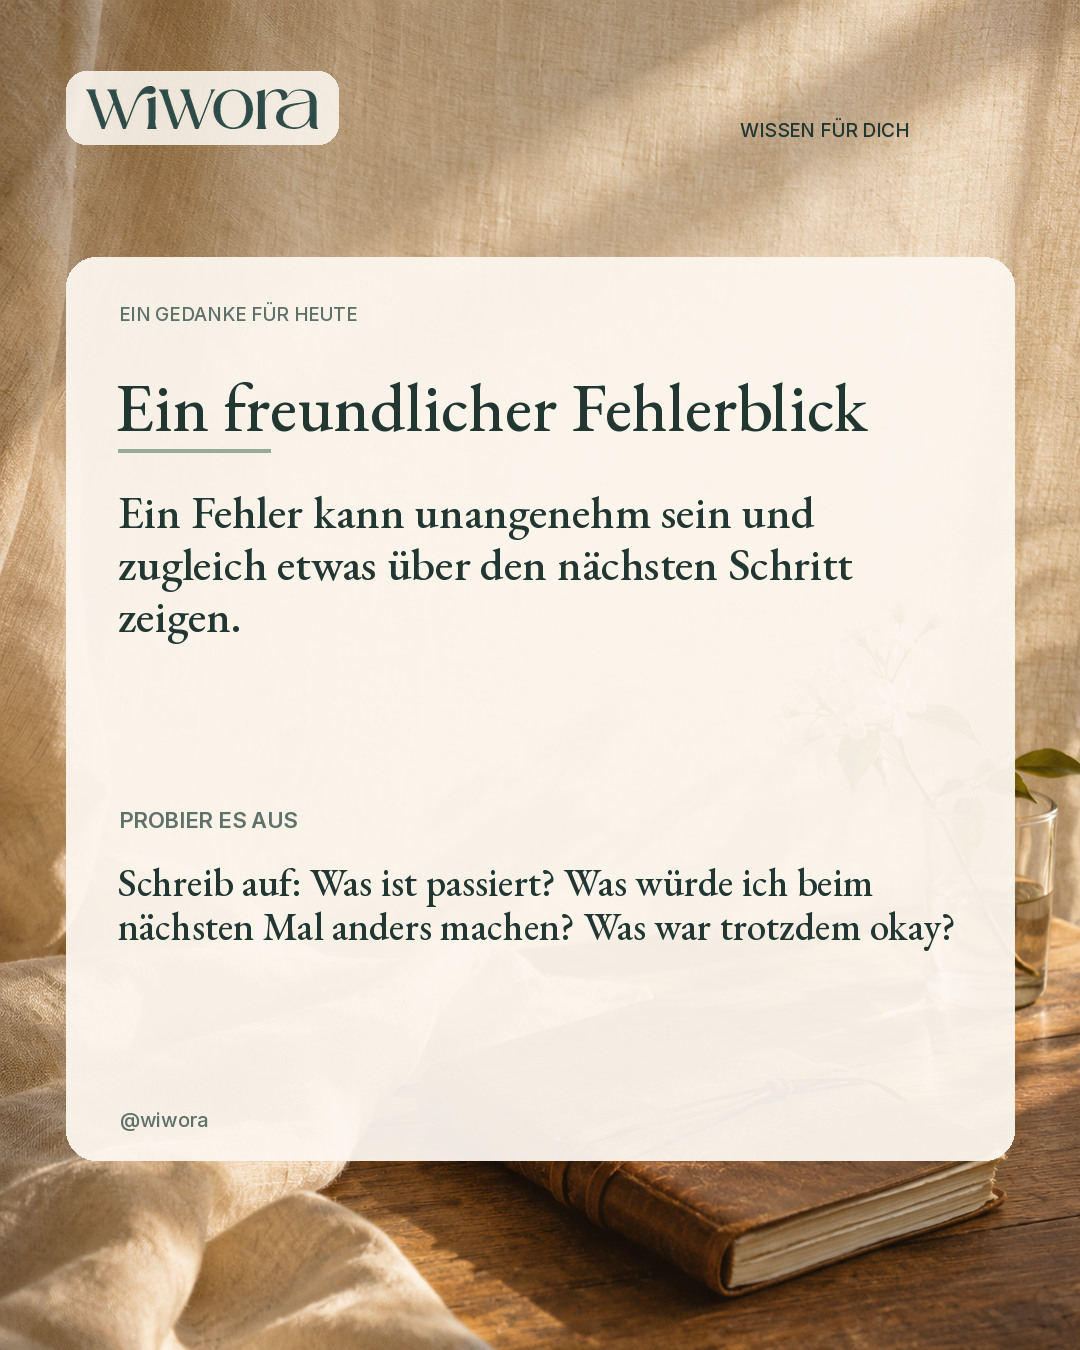 wiwora
WISSEN FÜR DICH
EIN GEDANKE FÜR HEUTE
Ein freundlicher Fehlerblick
Ein Fehler kann unangenehm sein und
zugleich etwas über den nächsten Schritt
zeigen.
PROBIER ES AUS
Schreib auf: Was ist passiert? Was würde ich beim
nächsten Mal anders machen? Was war trotzdem okay?
@wiwora